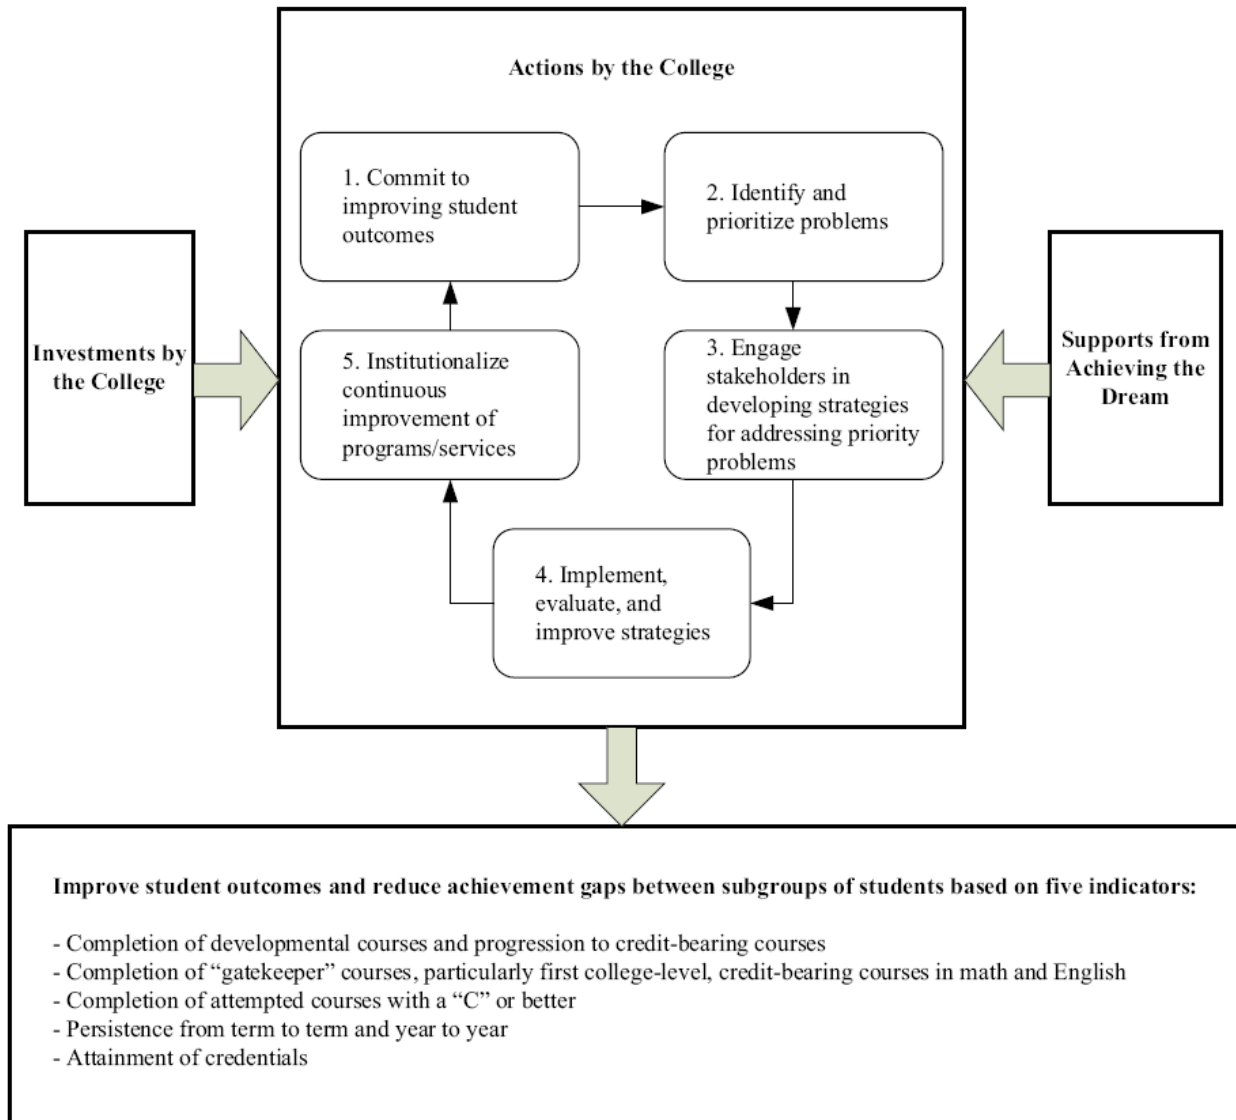 Actions by the College
1. Commit to
improving student
outcomes
2. Identify and
prioritize problems
Investments by
the College
5. Institutionalize
continuous
improvement of
programs/services
3. Engage
stakeholders in
developing strategies
for addressing priority
problems
Supports from
Achieving the
Dream
4. Implement,
evaluate, and
improve strategies
Improve student outcomes and reduce achievement gaps between subgroups of students based on five indicators:
- Completion of developmental courses and progression to credit-bearing courses
- Completion of “gatekeeper” courses, particularly first college-level, credit-bearing courses in math and English
- Completion of attempted courses with a “C” or better
- Persistence from term to term and year to year
- Attainment of credentials